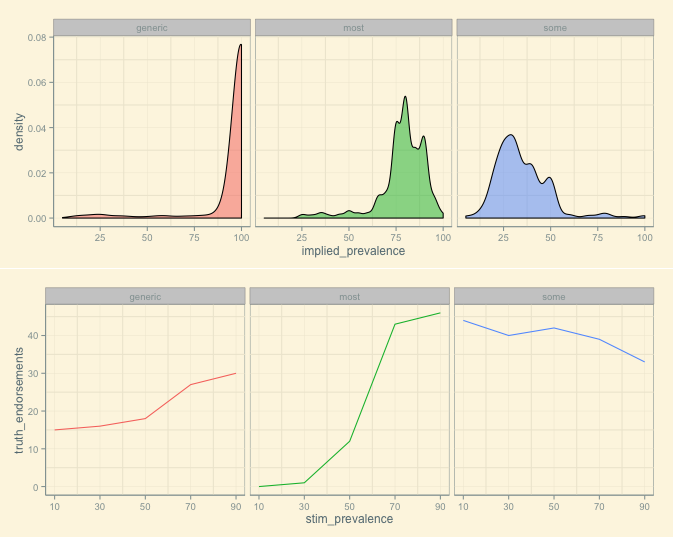 generic most some
0.08
0.06
0.04
0.02
0.00
density
25 50 75 100 25 50 75 100 25 50 75 100
implied_prevalence
generic most some
40
30
20
10
0
truth_endorsements
10 30 50 70 90 10 30 50 70 90 10 30 50 70 90
stim_prevalence